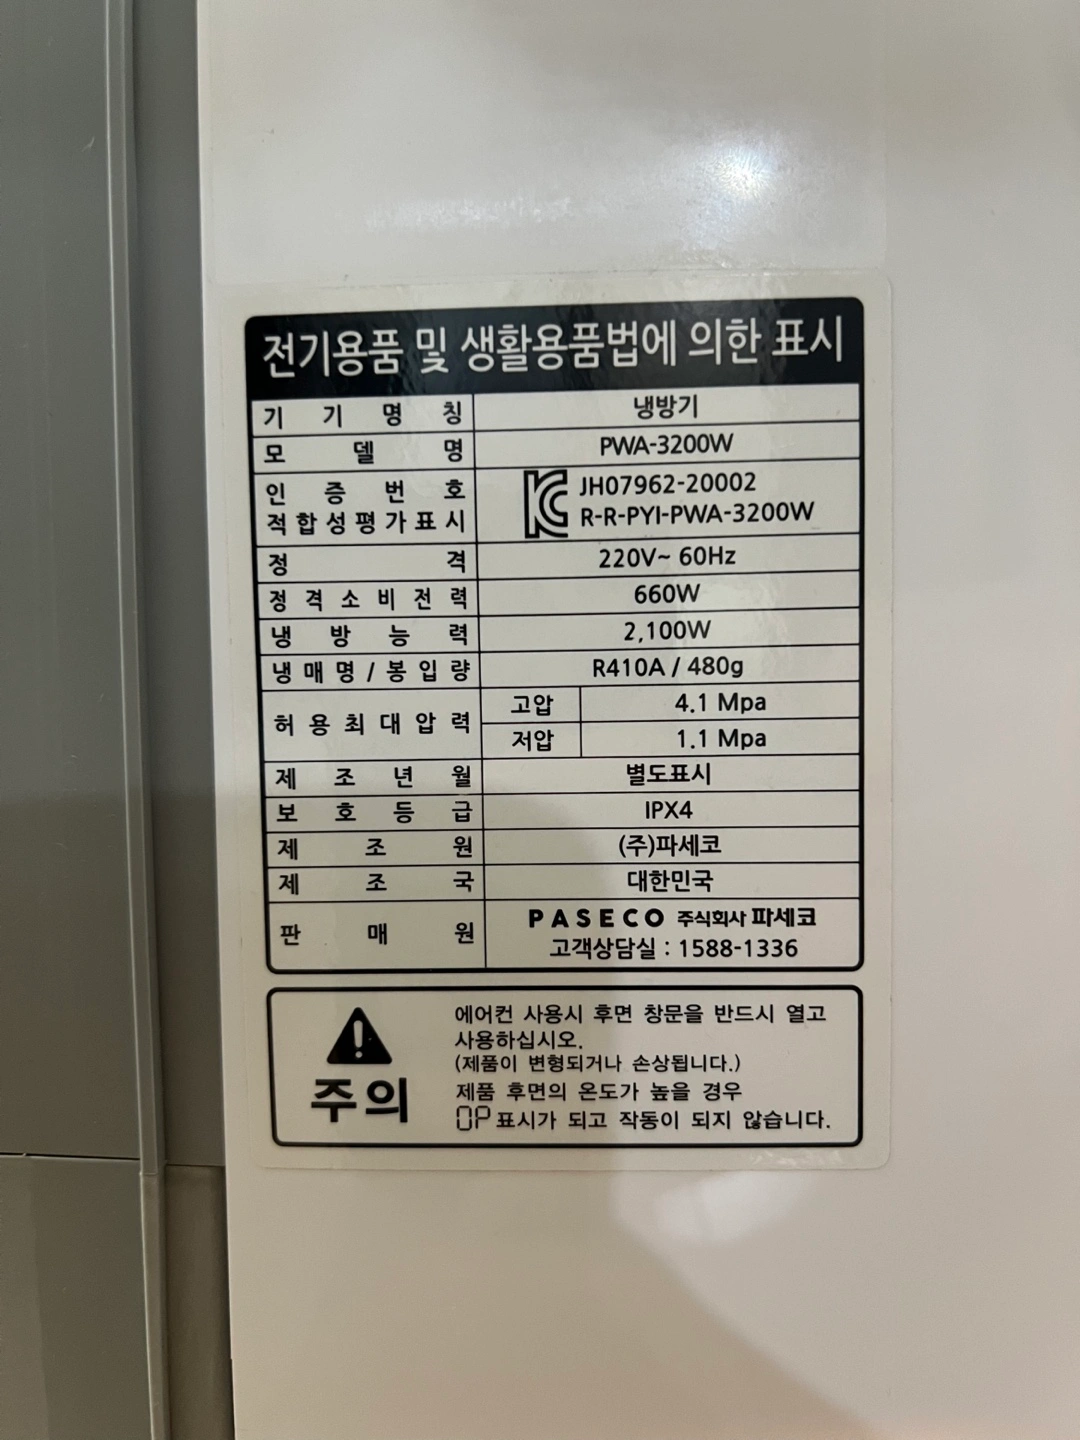 전기용품 및 생활용품법에 의한 표시
기기명칭 냉방기
모델명 PWA-3200W
인증번호 JH07962-20002
적합성평가표시 R-R-PYI-PWA-3200W
정격 220V~ 60Hz
정격소비전력 660W
냉방능력 2,100W
냉매명/봉입량 R410A / 480g
허용최대압력 고압 4.1 Mpa
저압 1.1 Mpa
제조년월 별도표시
보호등급 IPX4
제조원 (주)파세코
제조국 대한민국
판매원 PASECO 주식회사 파세코
고객상담실 : 1588-1336
주의
에어컨 사용시 후면 창문을 반드시 열고
사용하십시오.
(제품이 변형되거나 손상됩니다.)
제품 후면의 온도가 높을 경우
OP 표시가 되고 작동이 되지 않습니다.